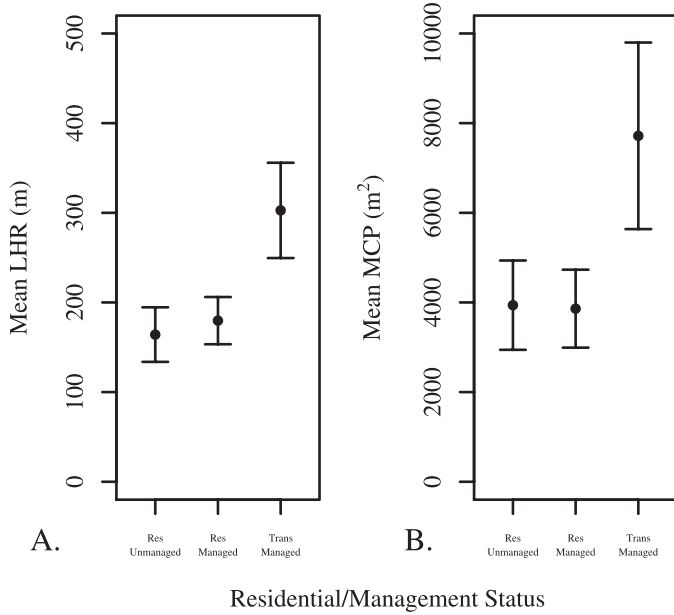 Mean LHR (m)
500
400
300
200
100
0
Res
Unmanaged
Res
Managed
Trans
Managed
A.
Mean MCP (m²)
10000
8000
6000
4000
2000
0
Res
Unmanaged
Res
Managed
Trans
Managed
B.
Residential/Management Status